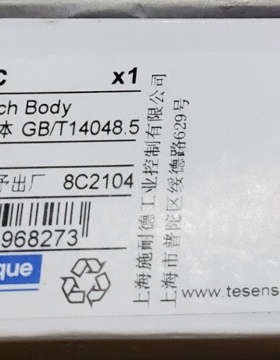 C x1
ch Body
本 GB/T14048.5
予出厂 8C2104
968273
que
上海施耐德工业控制有限公司
上海市普陀区绥德路629号
www.tesens